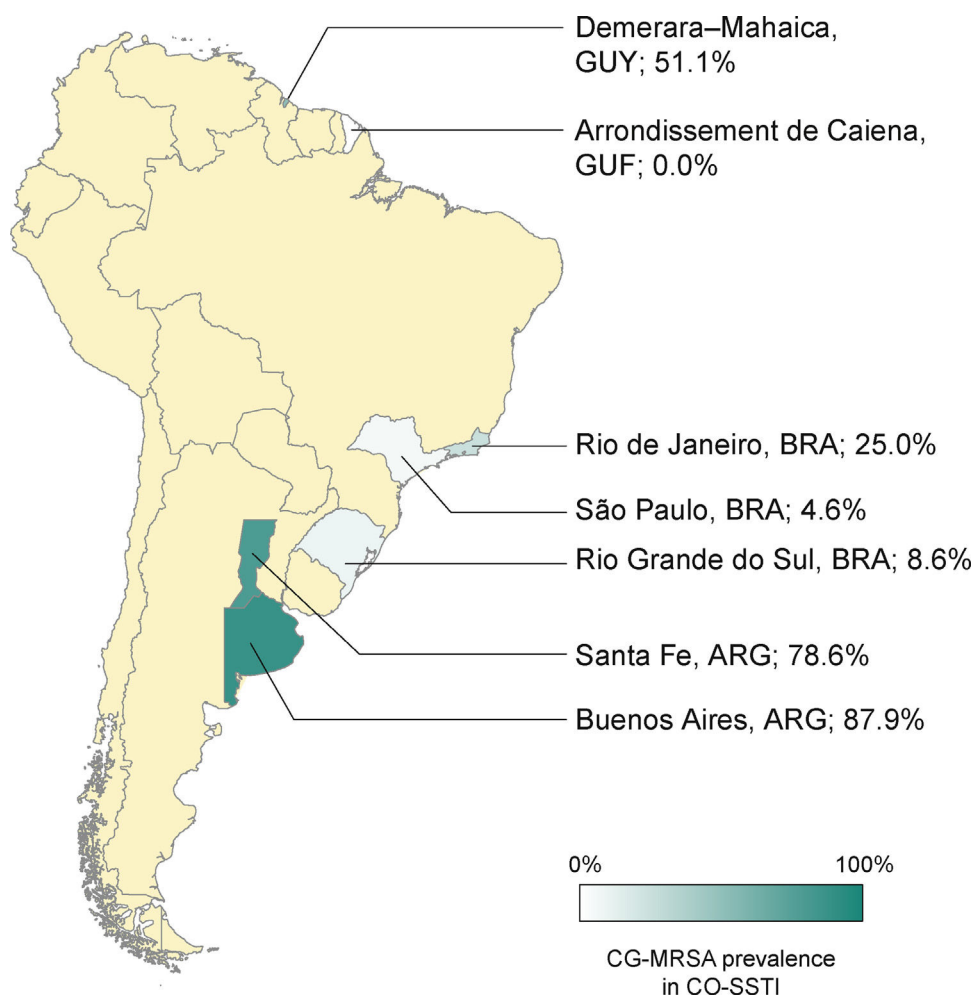 Demerara–Mahaica,
GUY; 51.1%
Arrondissement de Caiena,
GUF; 0.0%
Rio de Janeiro, BRA; 25.0%
São Paulo, BRA; 4.6%
Rio Grande do Sul, BRA; 8.6%
Santa Fe, ARG; 78.6%
Buenos Aires, ARG; 87.9%
0% 100%
CG-MRSA prevalence
in CO-SSTI